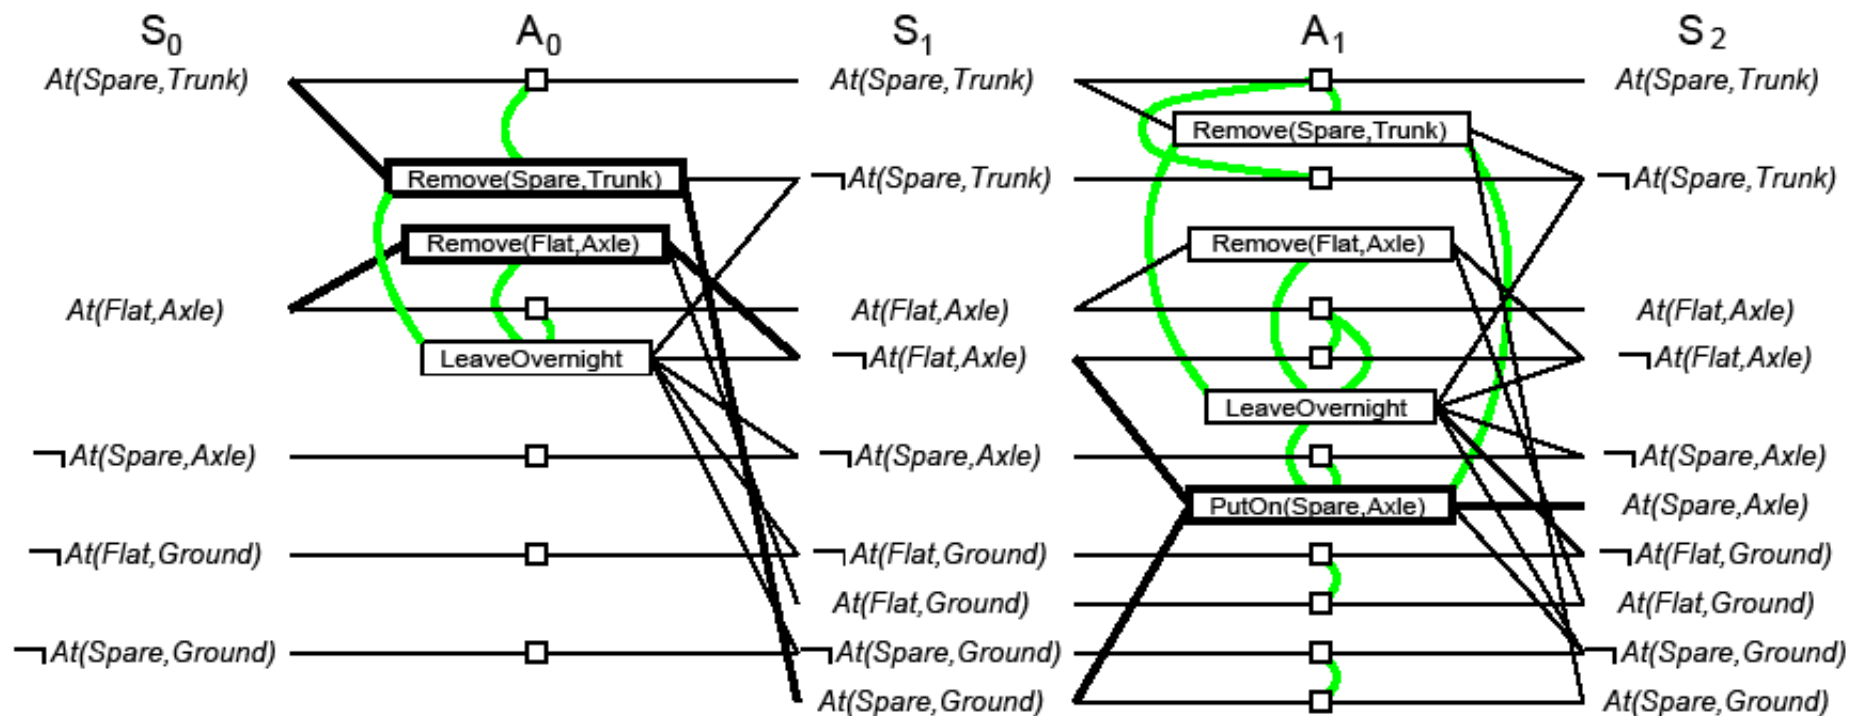 S0 A0 S1 A1 S2
At(Spare,Trunk) At(Spare,Trunk) At(Spare,Trunk)
Remove(Spare,Trunk)
Remove(Spare,Trunk) ¬At(Spare,Trunk) ¬At(Spare,Trunk)
Remove(Flat,Axle) Remove(Flat,Axle)
At(Flat,Axle) At(Flat,Axle) At(Flat,Axle)
LeaveOvernight ¬At(Flat,Axle) ¬At(Flat,Axle)
LeaveOvernight
¬At(Spare,Axle) ¬At(Spare,Axle) ¬At(Spare,Axle)
PutOn(Spare,Axle) At(Spare,Axle)
¬At(Flat,Ground) ¬At(Flat,Ground) ¬At(Flat,Ground)
At(Flat,Ground) At(Flat,Ground)
¬At(Spare,Ground) ¬At(Spare,Ground) ¬At(Spare,Ground)
At(Spare,Ground) At(Spare,Ground)